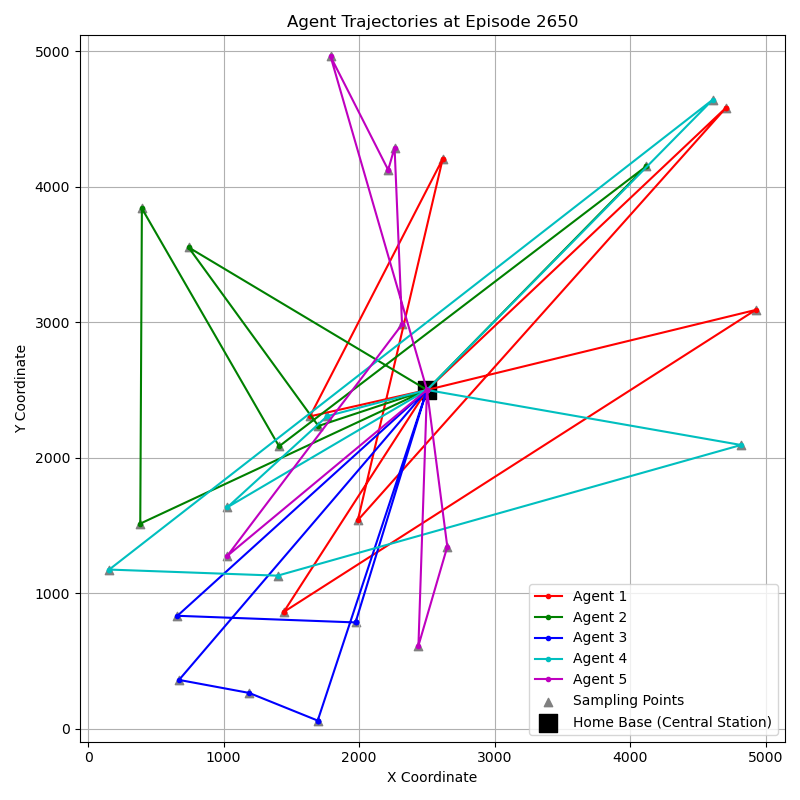 Agent Trajectories at Episode 2650
Y Coordinate
5000
4000
3000
2000
1000
0
0 1000 2000 3000 4000 5000
X Coordinate
Agent 1
Agent 2
Agent 3
Agent 4
Agent 5
Sampling Points
Home Base (Central Station)